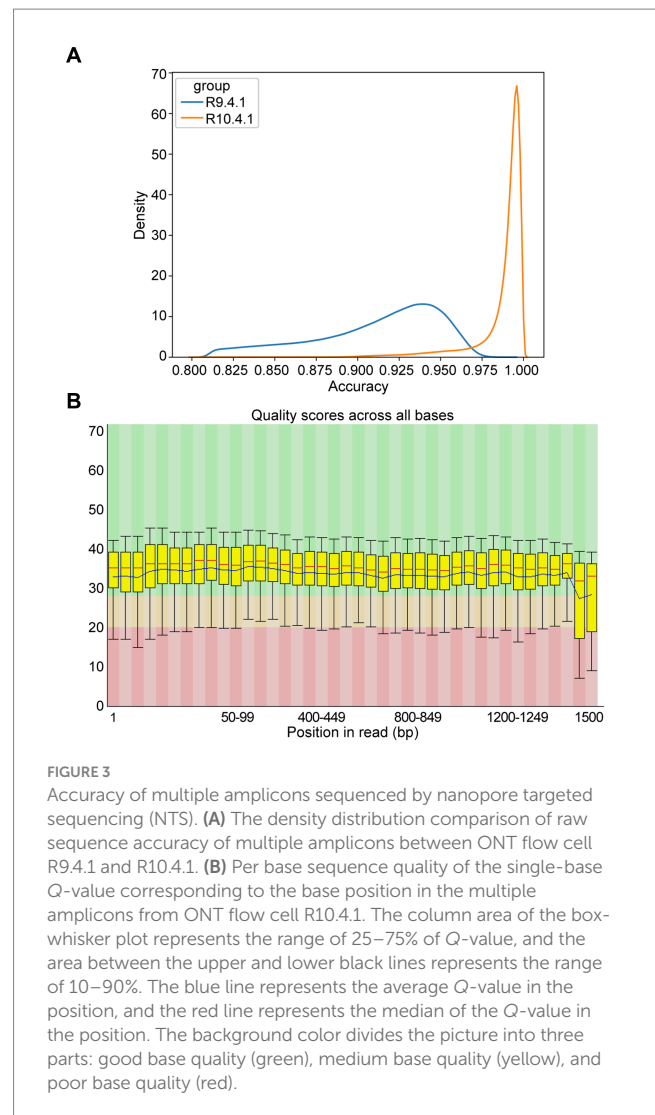 A
group
R9.4.1
R10.4.1
70
60
50
40
30
20
10
0
Density
0.800 0.825 0.850 0.875 0.900 0.925 0.950 0.975 1.000
Accuracy
B
Quality scores across all bases
70
60
50
40
30
20
10
0
1 50-99 400-449 800-849 1200-1249 1500
Position in read (bp)
FIGURE 3
Accuracy of multiple amplicons sequenced by nanopore targeted
sequencing (NTS). (A) The density distribution comparison of raw
sequence accuracy of multiple amplicons between ONT flow cell
R9.4.1 and R10.4.1. (B) Per base sequence quality of the single-base
Q-value corresponding to the base position in the multiple
amplicons from ONT flow cell R10.4.1. The column area of the box-
whisker plot represents the range of 25–75% of Q-value, and the
area between the upper and lower black lines represents the range
of 10–90%. The blue line represents the average Q-value in the
position, and the red line represents the median of the Q-value in
the position. The background color divides the picture into three
parts: good base quality (green), medium base quality (yellow), and
poor base quality (red).